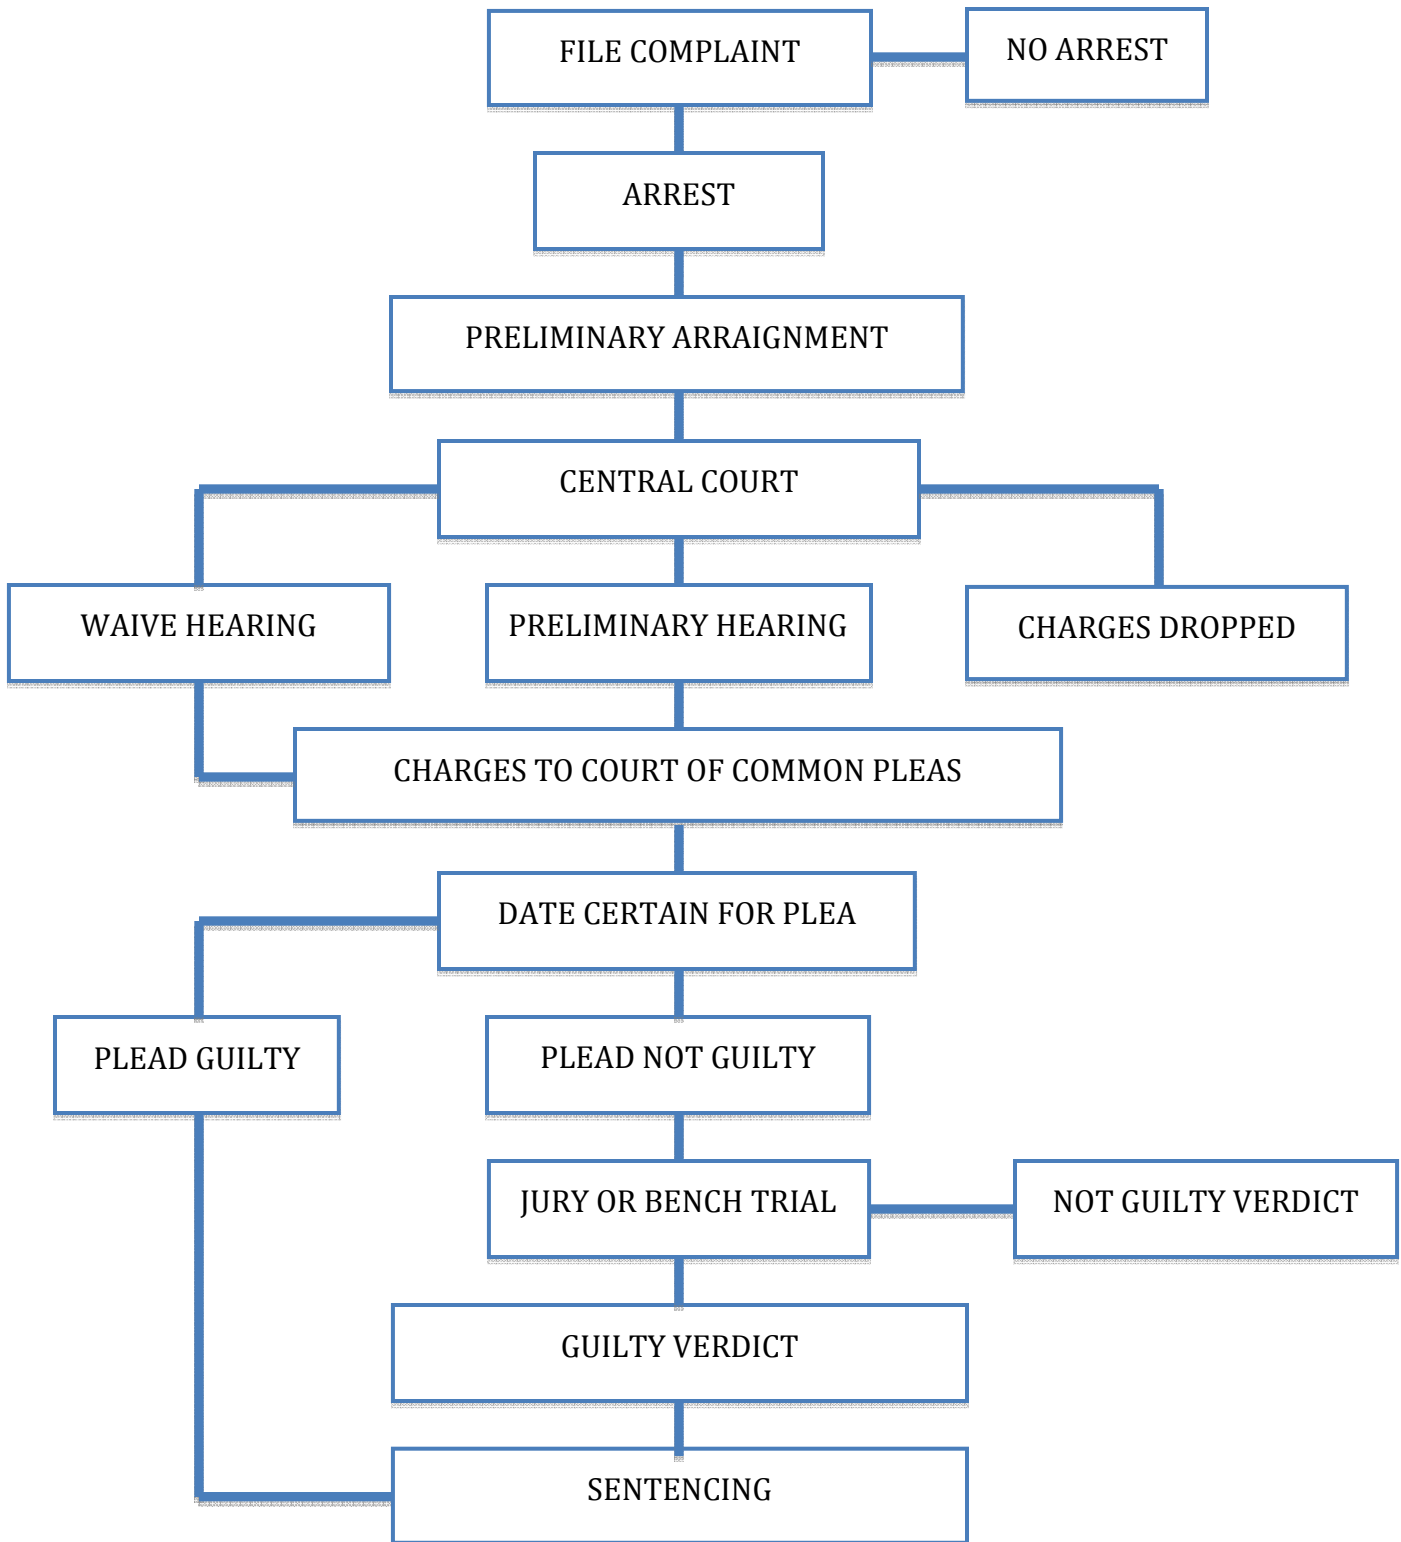 FILE COMPLAINT
NO ARREST
ARREST
PRELIMINARY ARRAIGNMENT
CENTRAL COURT
WAIVE HEARING
PRELIMINARY HEARING
CHARGES DROPPED
CHARGES TO COURT OF COMMON PLEAS
DATE CERTAIN FOR PLEA
PLEAD GUILTY
PLEAD NOT GUILTY
JURY OR BENCH TRIAL
NOT GUILTY VERDICT
GUILTY VERDICT
SENTENCING